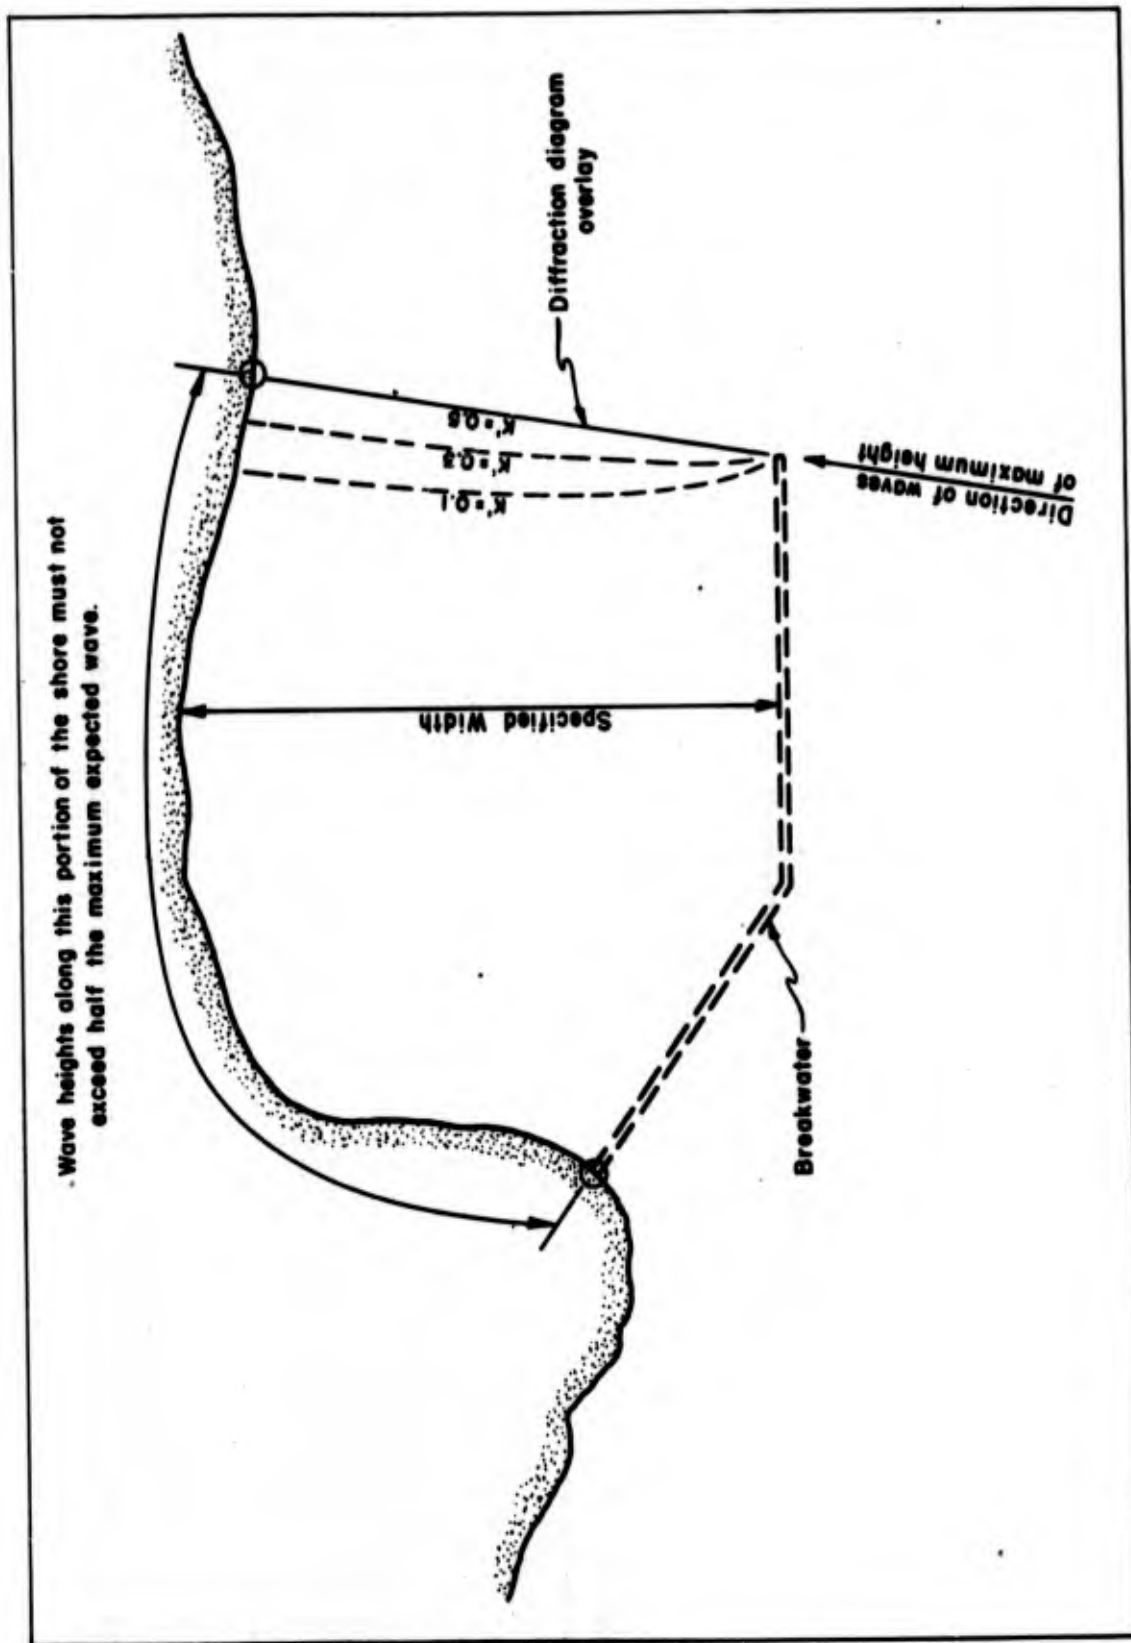 Wave heights along this portion of the shore must not
exceed half the maximum expected wave.
Diffraction diagram
overlay
K'=0.5
K'=0.3
K'=0.1
Specified Width
Direction of waves
of maximum height
Breakwater